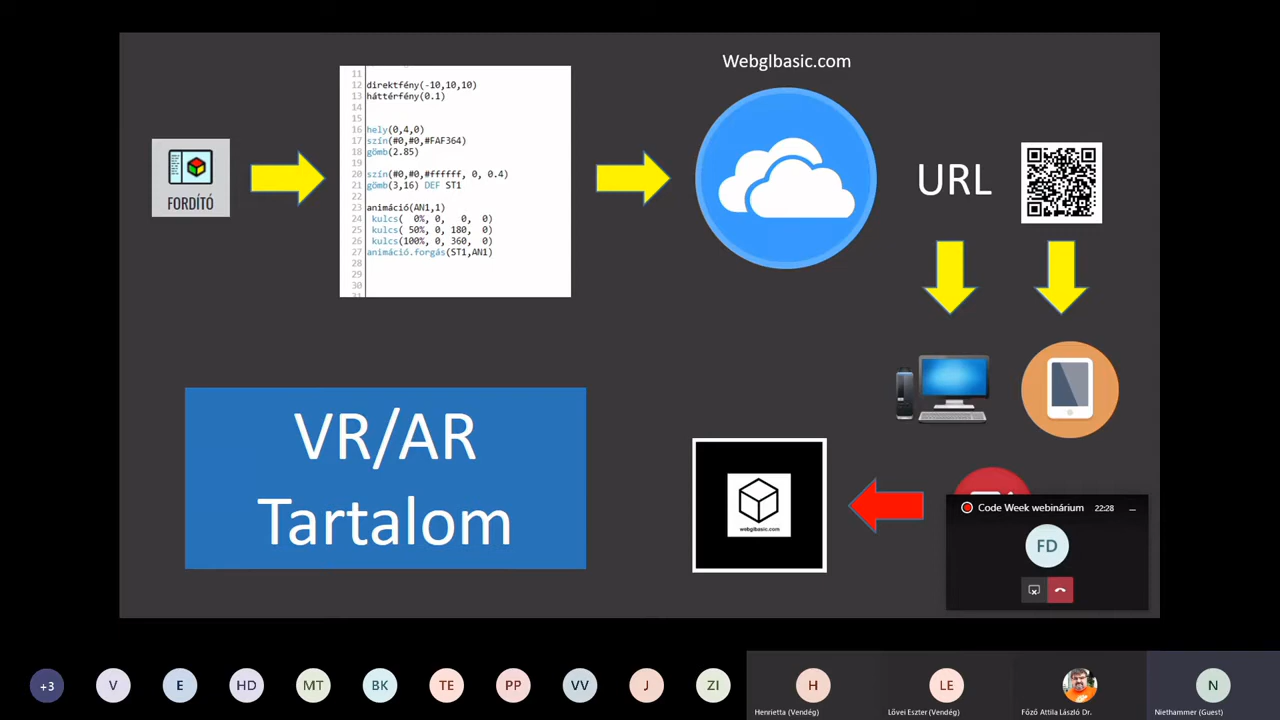 Webglbasic.com
FORDÍTÓ
11
12 direktfény(-10,10,10)
13 háttérfény(0.1)
14
15
16 hely(0,4,0)
17 szín(#0,#0,#FAF364)
18 gömb(2.85)
20 szín(#0,#0,#ffffff, 0, 0.4)
21 gömb(3,16) DEF ST1
22
23 animáció(AN1,1)
24 kulcs( 0%, 0, 0, 0)
25 kulcs( 50%, 0, 180, 0)
26 kulcs(100%, 0, 360, 0)
27 animáció.forgás(ST1,AN1)
28
29
30
31
URL
VR/AR
Tartalom
webglbasic.com
Code Week webinárium 22:28
FD
+3 V E HD MT BK TE PP VV J ZI H LE N
Henrietta (Vendég) Lővei Eszter (Vendég) Főző Attila László Dr. Niethammer (Guest)